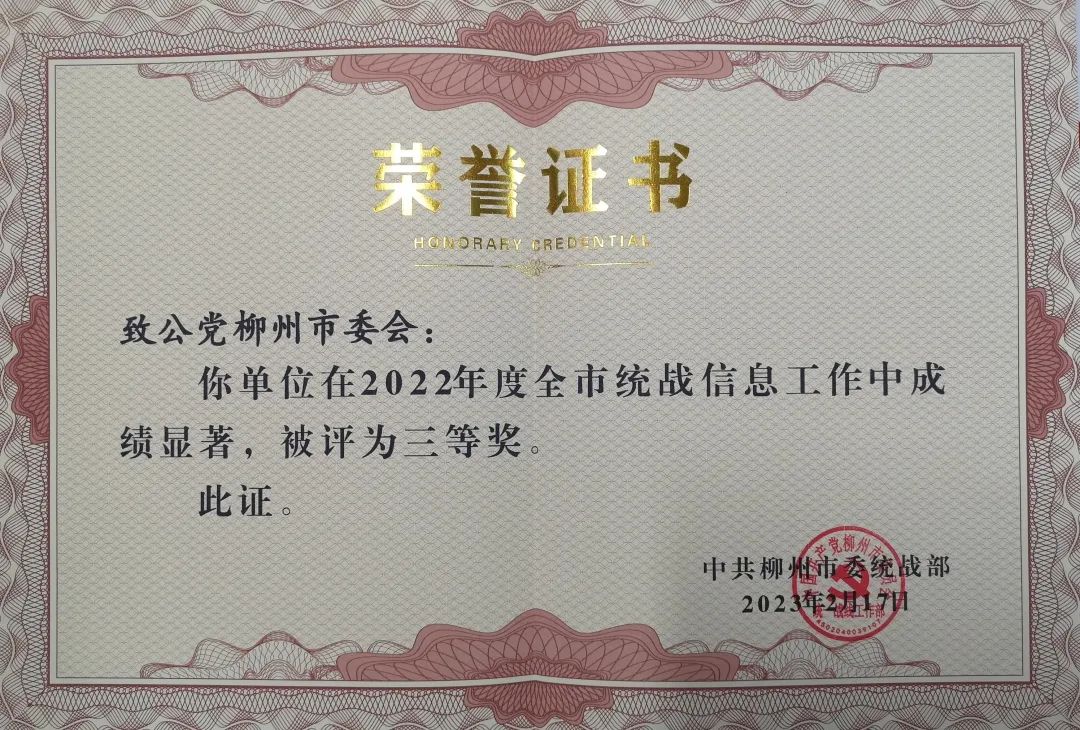 荣誉证书
HONORARY CREDENTIAL
致公党柳州市委会：
你单位在2022年度全市统战信息工作中成
绩显著，被评为三等奖。
此证。
中共柳州市委统战部
2023年2月17日